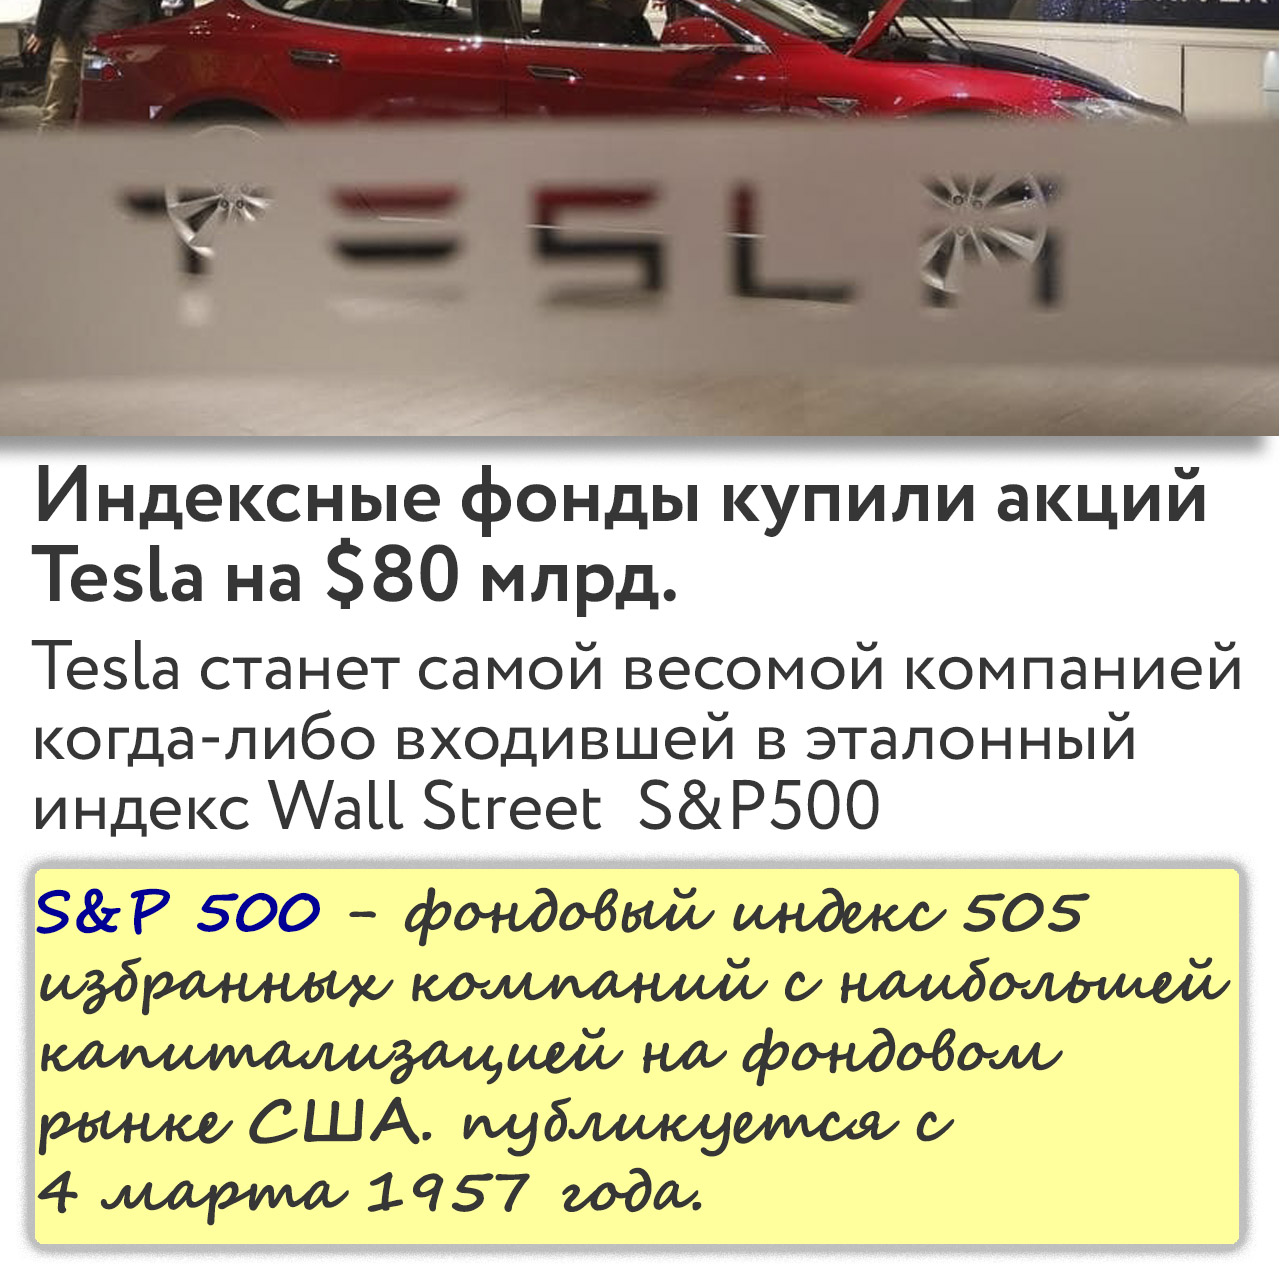 TESLA
Индексные фонды купили акций
Tesla на $80 млрд.
Tesla станет самой весомой компанией
когда-либо входившей в эталонный
индекс Wall Street S&P500
S&P 500 - фондовый индекс 505
избранных компаний с наибольшей
капитализацией на фондовом
рынке США. публикуется с
4 марта 1957 года.